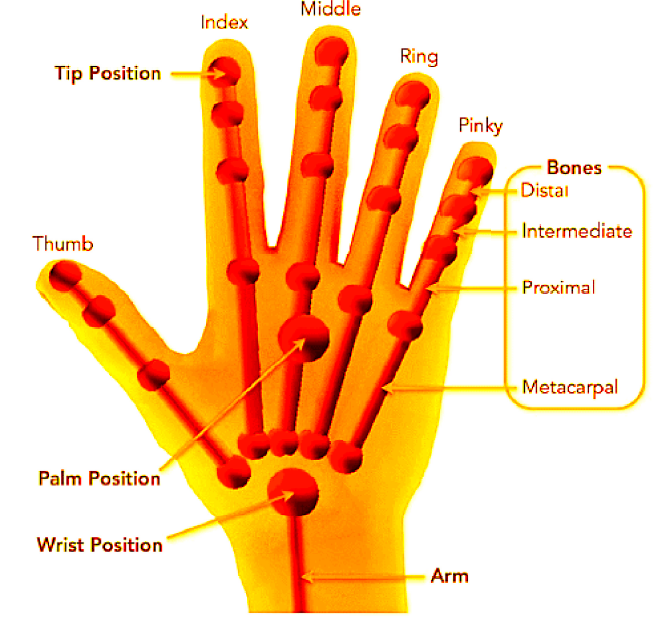 Middle
Index
Ring
Tip Position
Pinky
Bones
Distal
Intermediate
Thumb
Proximal
Metacarpal
Palm Position
Wrist Position
Arm